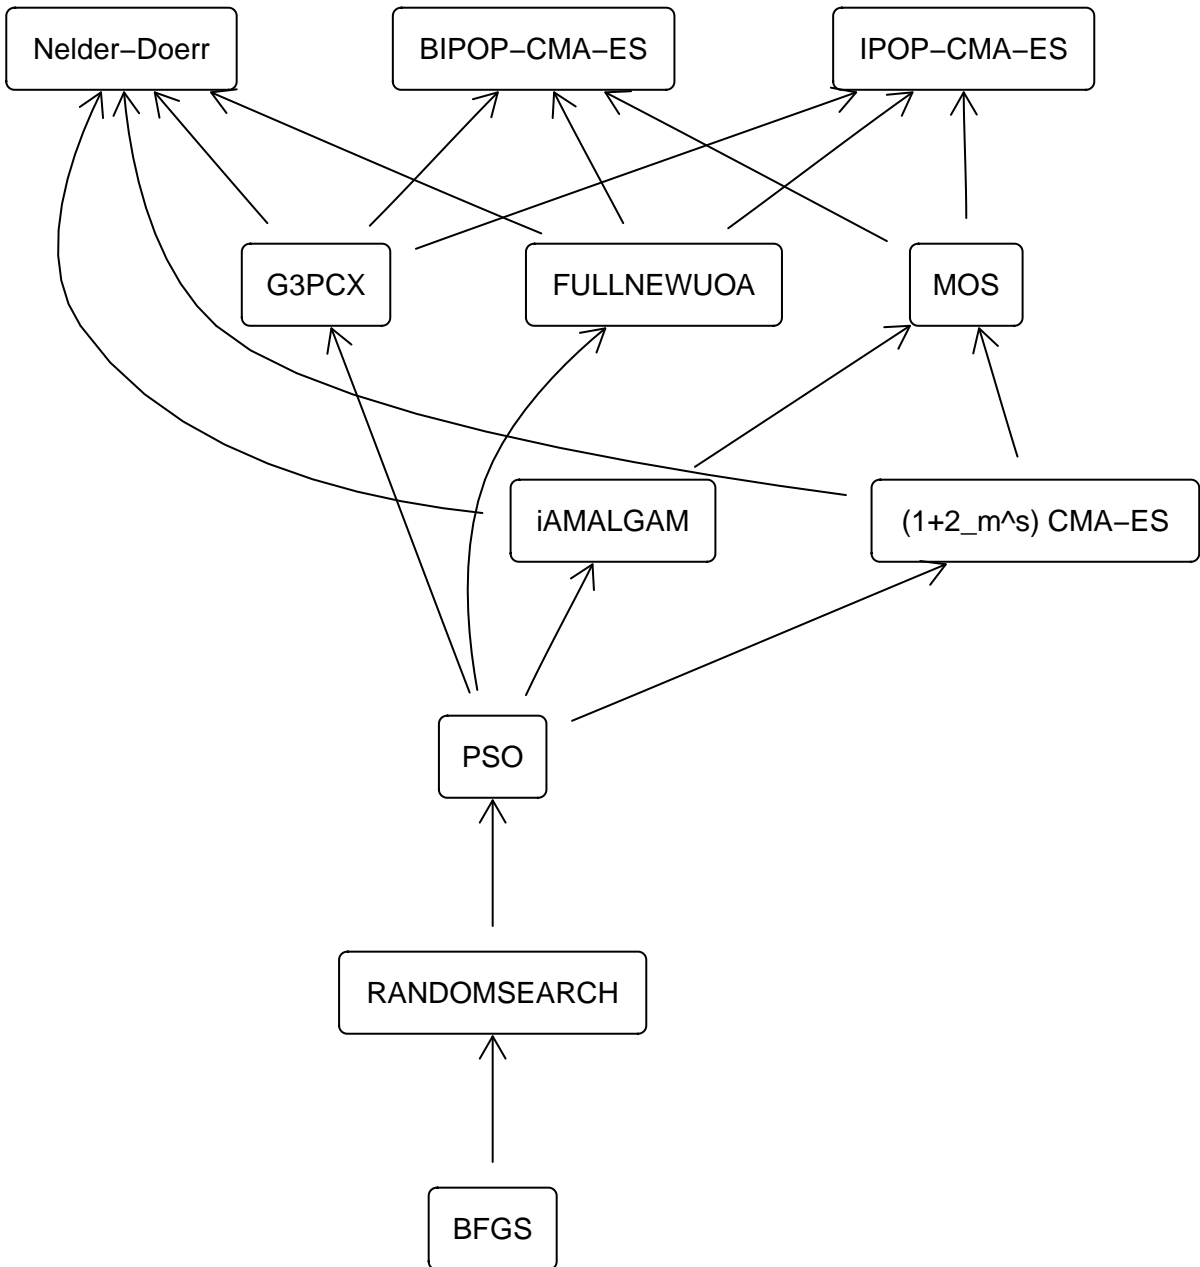 Nelder−Doerr
BIPOP−CMA−ES
IPOP−CMA−ES
G3PCX
FULLNEWUOA
MOS
iAMALGAM
(1+2_m^s) CMA−ES
PSO
RANDOMSEARCH
BFGS